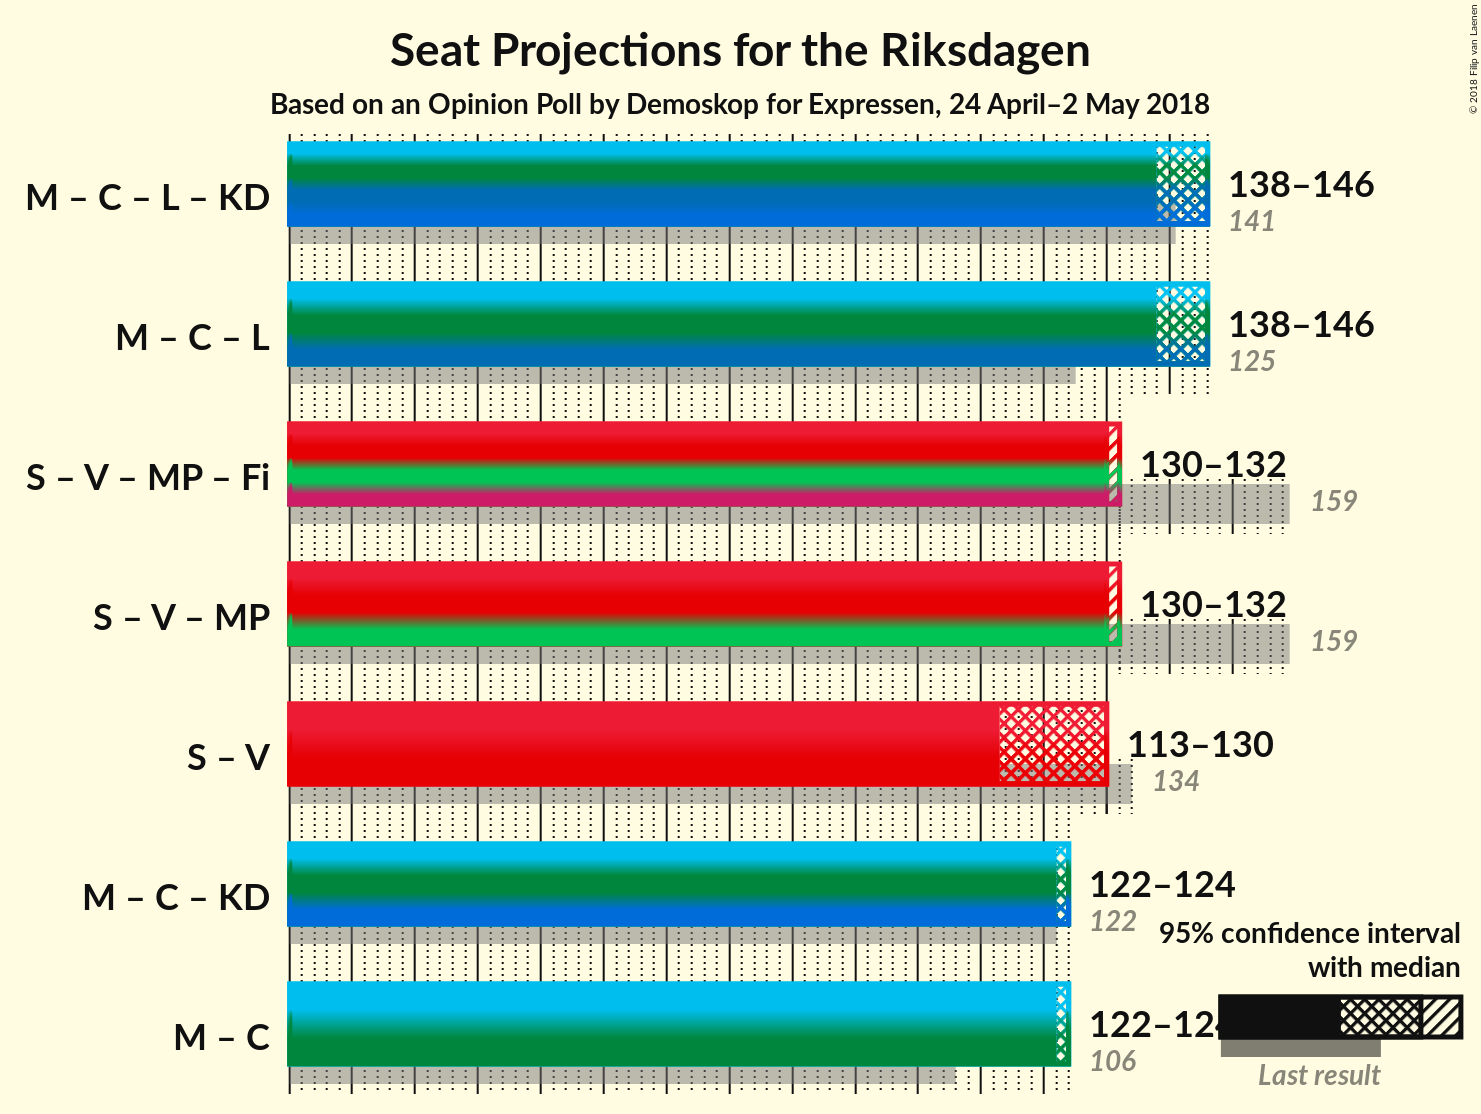 © 2018 Filip van Laenen
Seat Projections for the Riksdagen
Based on an Opinion Poll by Demoskop for Expressen, 24 April–2 May 2018
M – C – L – KD
138–146
141
M – C – L
138–146
125
S – V – MP – Fi
130–132
159
S – V – MP
130–132
159
S – V
113–130
134
M – C – KD
122–124
122
M – C
122–124
106
95% confidence interval
with median
Last result